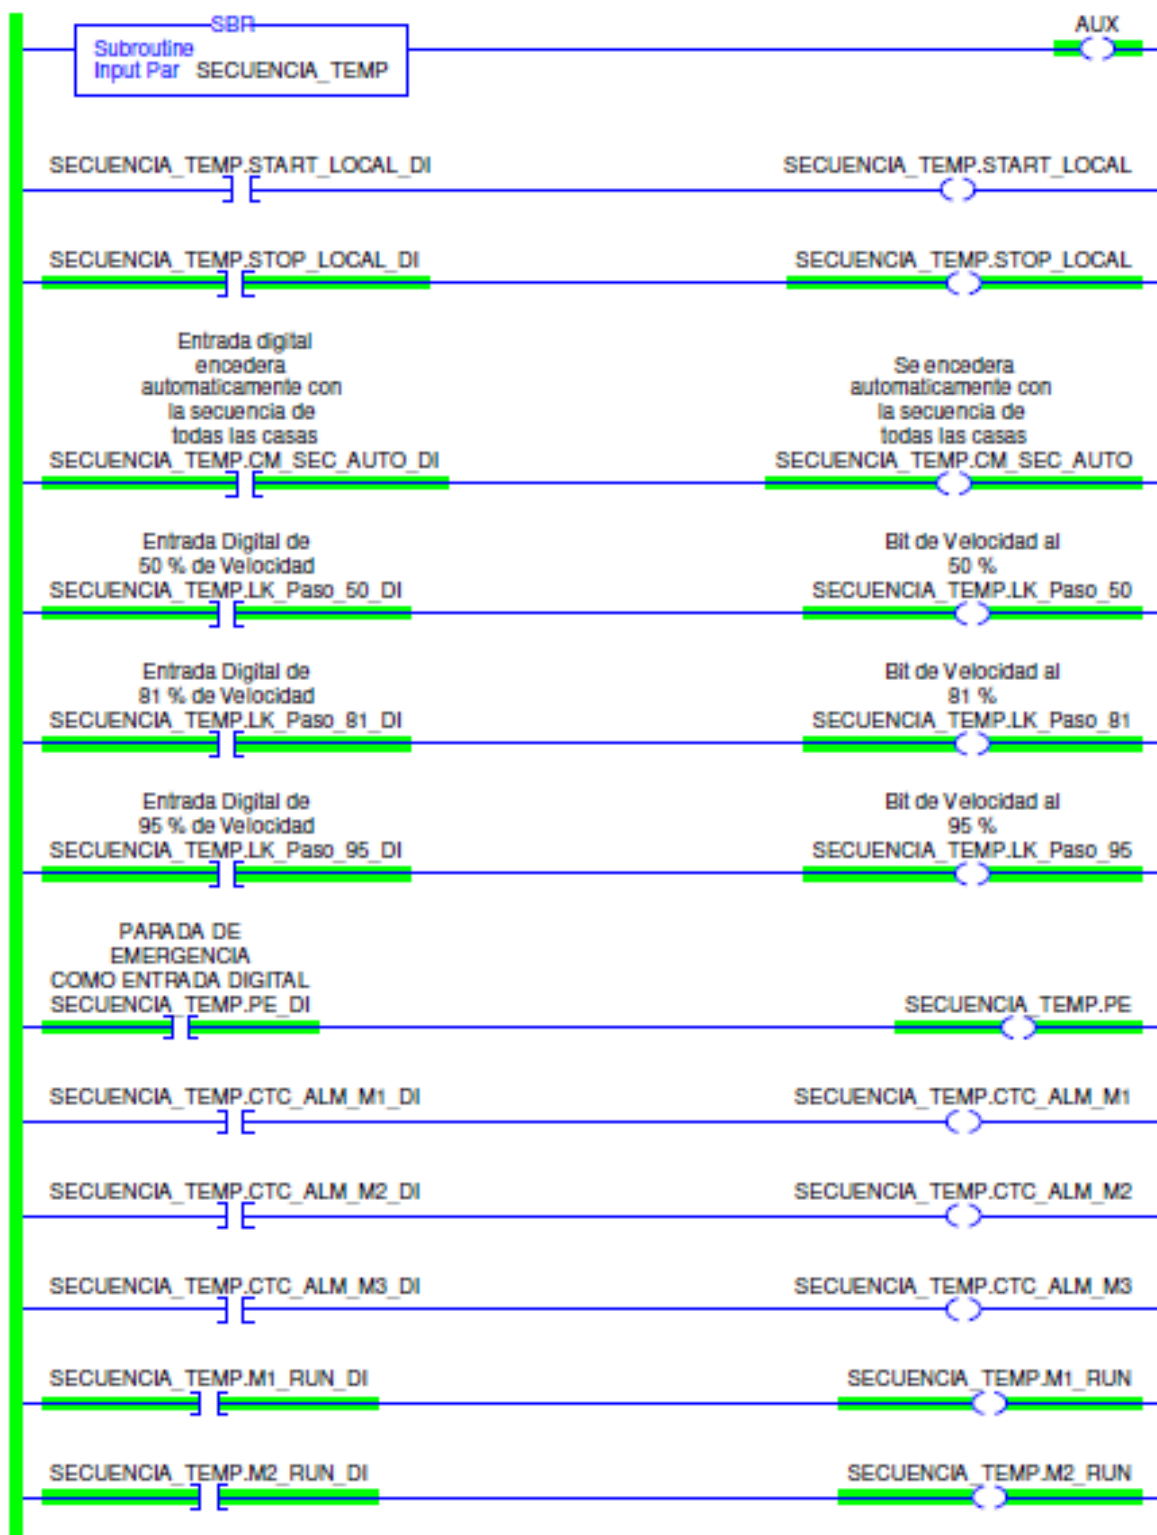 SBR
AUX
Subroutine
Input Par SECUENCIA_TEMP
SECUENCIA_TEMP.START_LOCAL_DI
SECUENCIA_TEMP.START_LOCAL
SECUENCIA_TEMP.STOP_LOCAL_DI
SECUENCIA_TEMP.STOP_LOCAL
Entrada digital
encedera
automaticamente con
la secuencia de
todas las casas
SECUENCIA_TEMP.CM_SEC_AUTO_DI
Se encedera
automaticamente con
la secuencia de
todas las casas
SECUENCIA_TEMP.CM_SEC_AUTO
Entrada Digital de
50 % de Velocidad
SECUENCIA_TEMP.LK_Paso_50_DI
Bit de Velocidad al
50 %
SECUENCIA_TEMP.LK_Paso_50
Entrada Digital de
81 % de Velocidad
SECUENCIA_TEMP.LK_Paso_81_DI
Bit de Velocidad al
81 %
SECUENCIA_TEMP.LK_Paso_81
Entrada Digital de
95 % de Velocidad
SECUENCIA_TEMP.LK_Paso_95_DI
Bit de Velocidad al
95 %
SECUENCIA_TEMP.LK_Paso_95
PARADA DE
EMERGENCIA
COMO ENTRADA DIGITAL
SECUENCIA_TEMP.PE_DI
SECUENCIA_TEMP.PE
SECUENCIA_TEMP.CTC_ALM_M1_DI
SECUENCIA_TEMP.CTC_ALM_M1
SECUENCIA_TEMP.CTC_ALM_M2_DI
SECUENCIA_TEMP.CTC_ALM_M2
SECUENCIA_TEMP.CTC_ALM_M3_DI
SECUENCIA_TEMP.CTC_ALM_M3
SECUENCIA_TEMP.M1_RUN_DI
SECUENCIA_TEMP.M1_RUN
SECUENCIA_TEMP.M2_RUN_DI
SECUENCIA_TEMP.M2_RUN